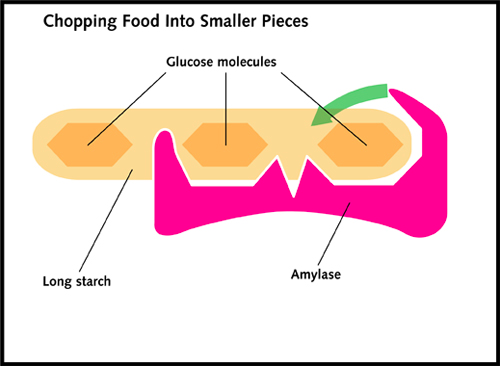 Chopping Food Into Smaller Pieces
Glucose molecules
Long starch
Amylase